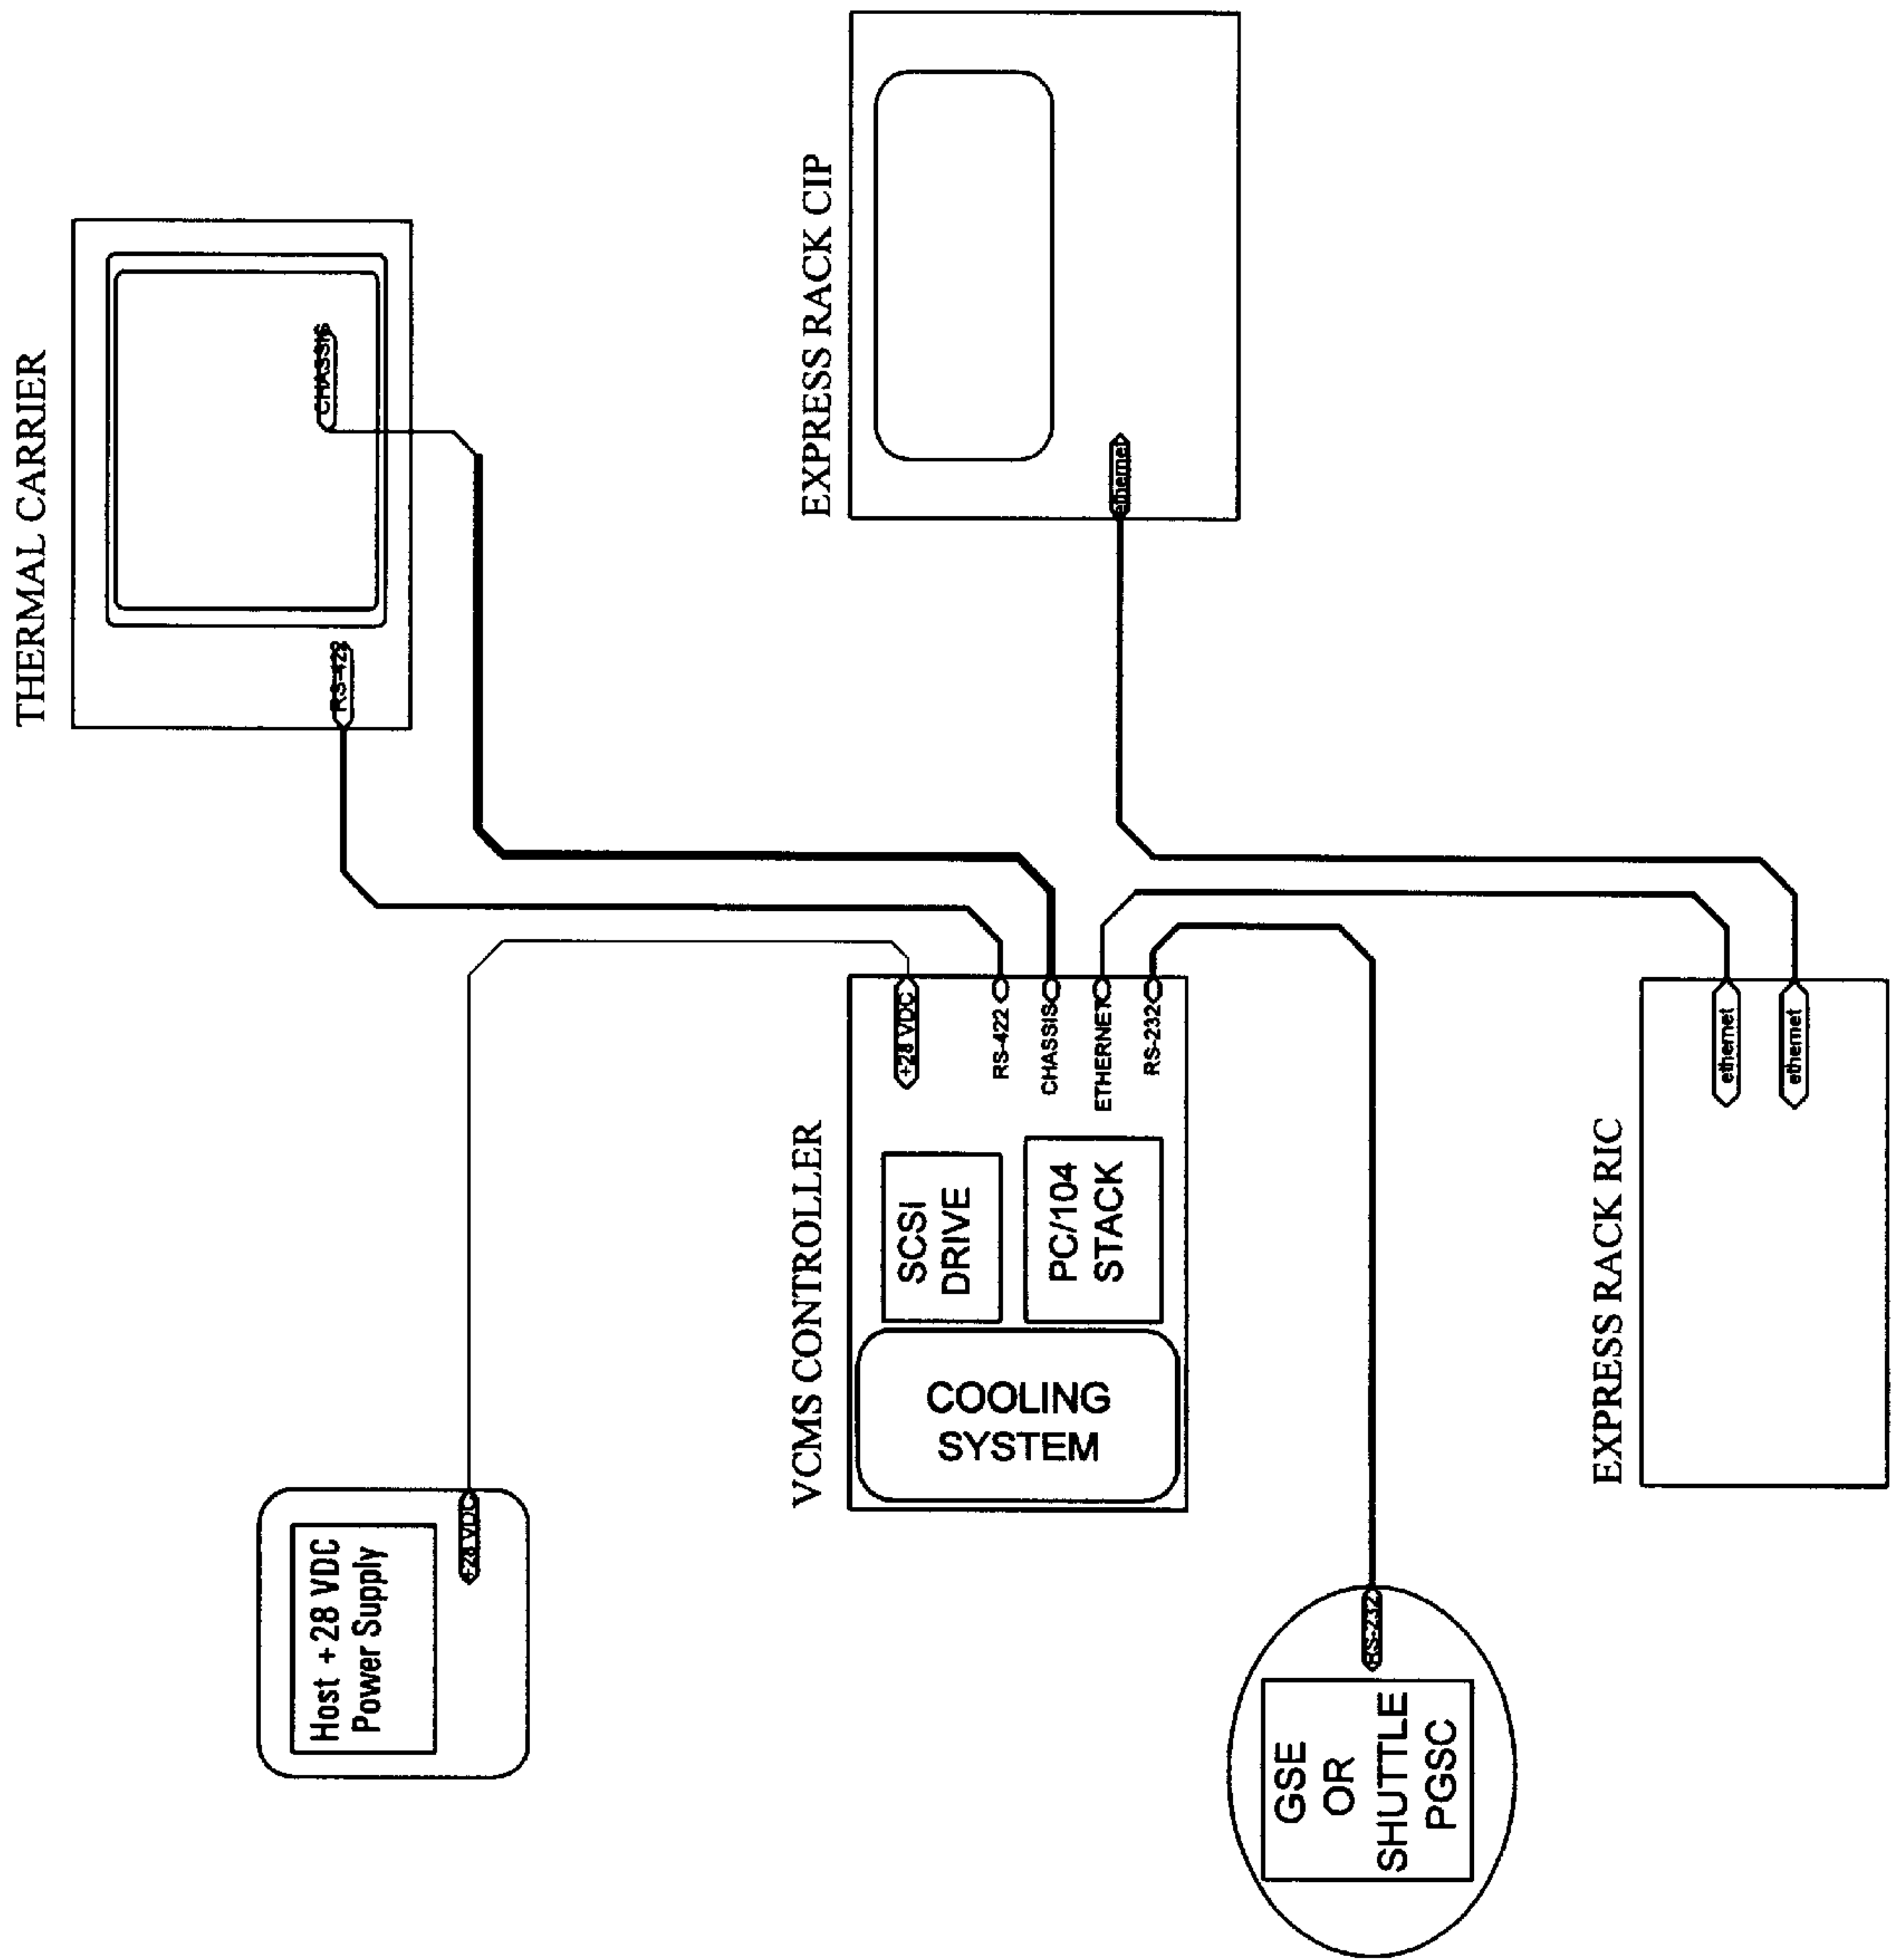 THERMAL CARRIER
CHASSIS
RS-422
EXPRESS RACK CIP
ethernet
Host +28 VDC
Power Supply
+28 VDC
VCMS CONTROLLER
COOLING
SYSTEM
SCSI
DRIVE
PC/104
STACK
+28 VDC
RS-422
CHASSIS
ETHERNET
RS-232
GSE
OR
SHUTTLE
PGSC
RS-232
EXPRESS RACK RIC
ethernet
ethernet